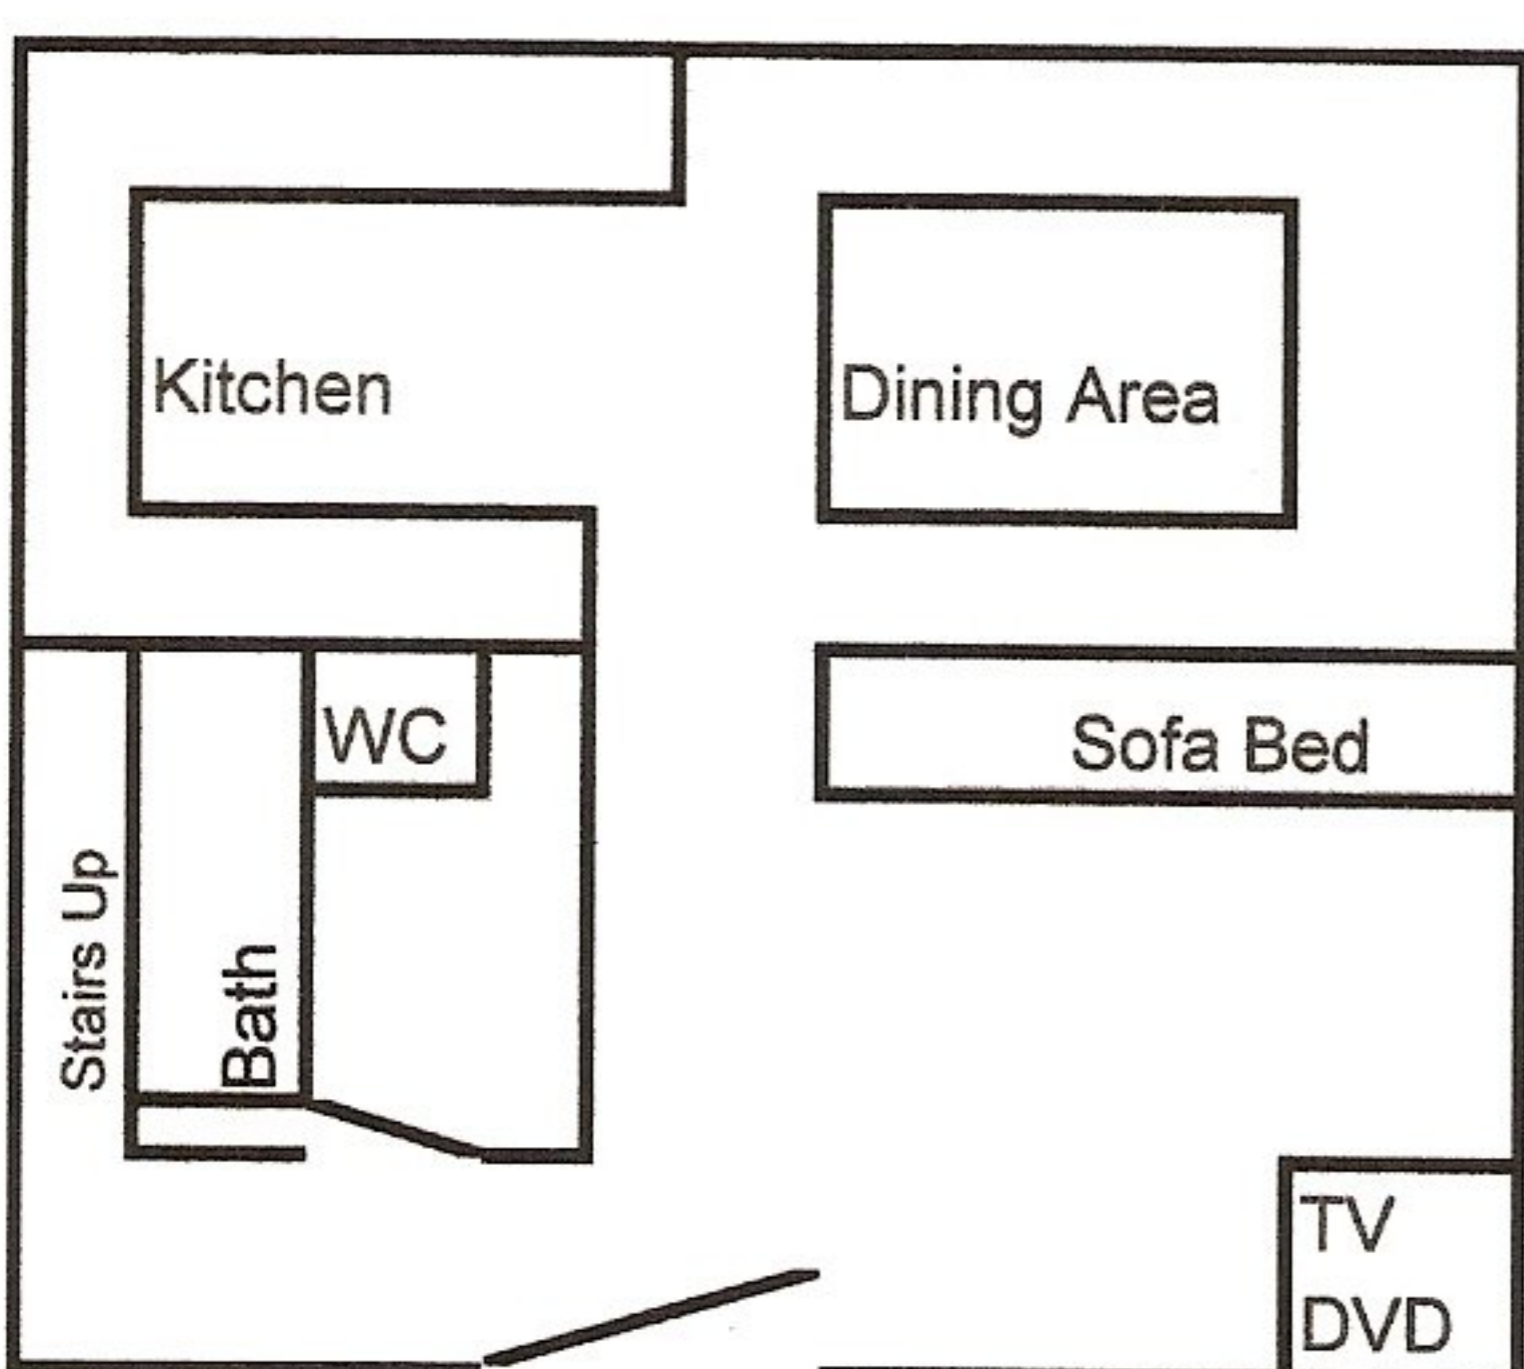 Kitchen
Dining Area
WC
Sofa Bed
Stairs Up
Bath
TV
DVD